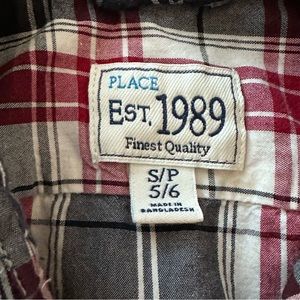 PLACE
EST. 1989
Finest Quality
S/P
5/6
MADE IN
BANGLADESH